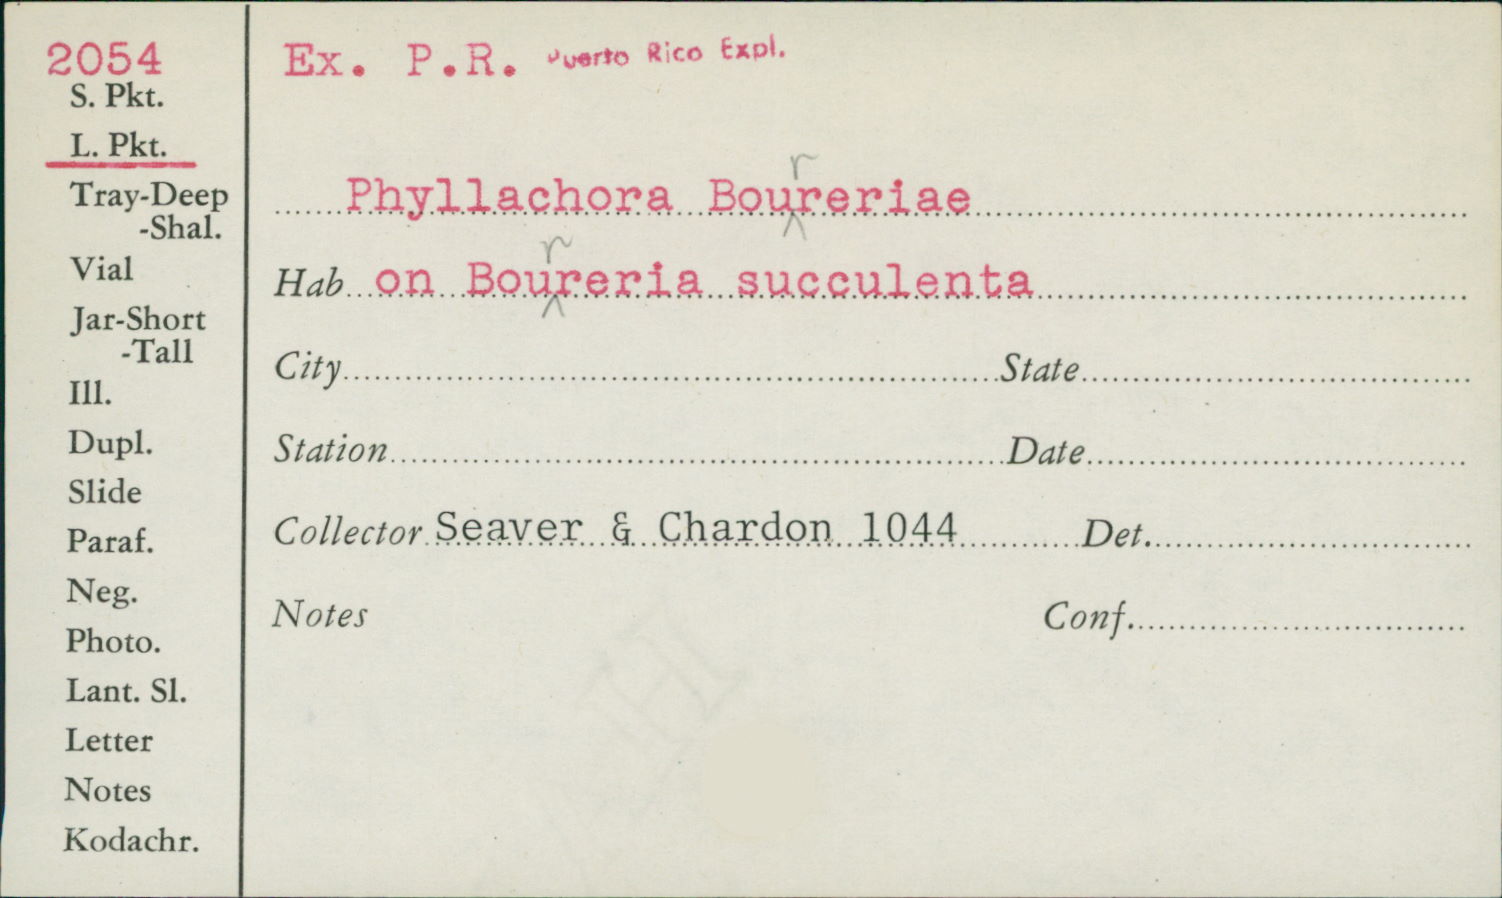 2054
S. Pkt.
L. Pkt.
Tray-Deep
-Shal.
Vial
Jar-Short
-Tall
Ill.
Dupl.
Slide
Paraf.
Neg.
Photo.
Lant. Sl.
Letter
Notes
Kodachr.
Ex. P.R. Puerto Rico Expl.
r
Phyllachora Boureriae
^
r
Hab on Boureria succulenta
^
City State
Station Date
Collector Seaver & Chardon 1044 Det.
Notes Conf.